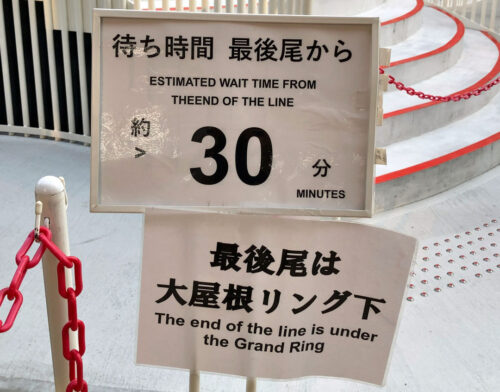 待ち時間 最後尾から
ESTIMATED WAIT TIME FROM
THEEND OF THE LINE
約 30 分
> MINUTES
最後尾は
大屋根リング下
The end of the line is under
the Grand Ring